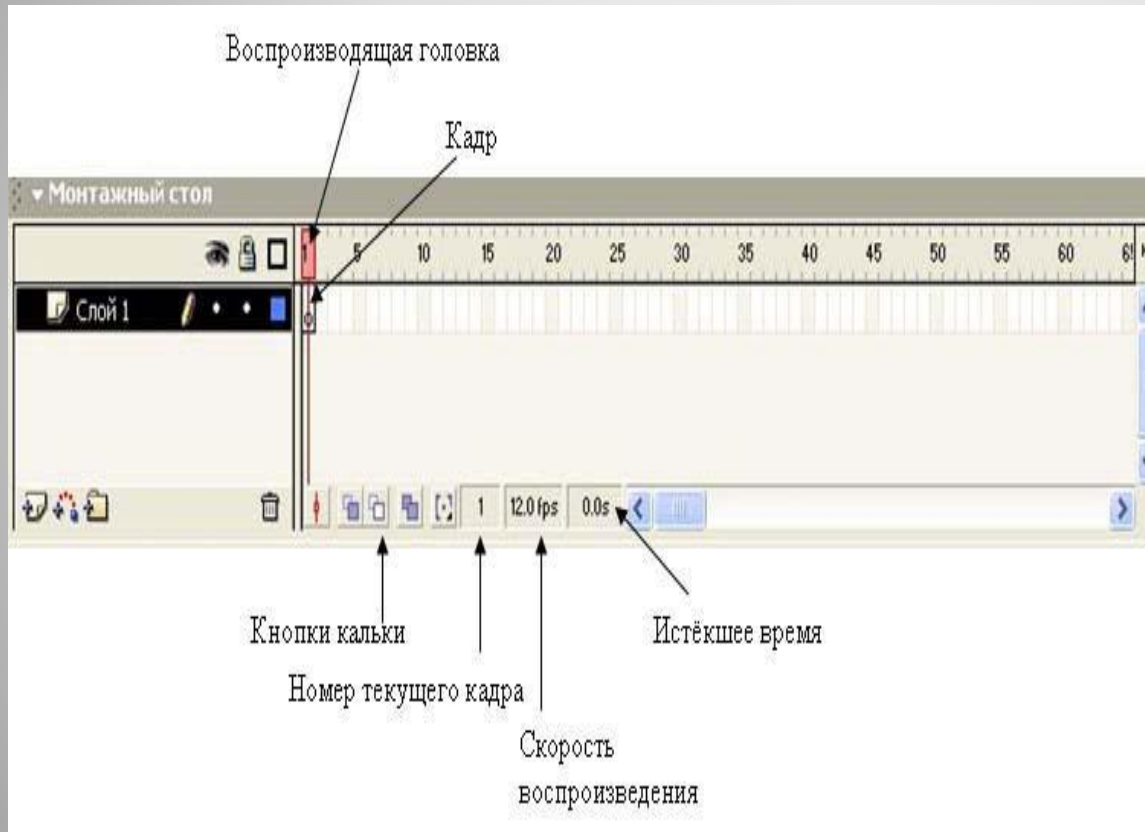 Воспроизводящая головка
Кадр
Монтажный стол
1 5 10 15 20 25 30 35 40 45 50 55 60 65
Слой 1
1 12.0 fps 0.0s
Кнопки кальки
Истёкшее время
Номер текущего кадра
Скорость
воспроизведения